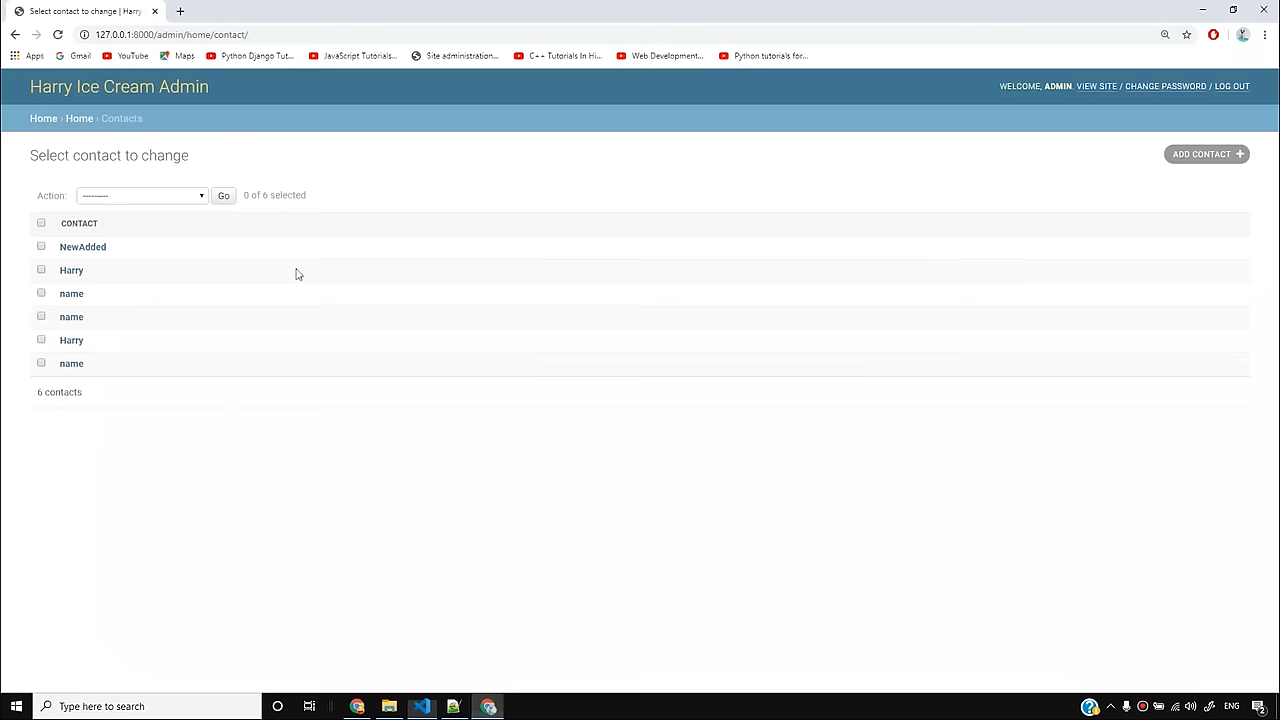 Select contact to change | Harry
127.0.0.1:8000/admin/home/contact/
Apps Gmail YouTube Maps Python Django Tut... JavaScript Tutorials... Site administration... C++ Tutorials In Hi... Web Development... Python tutorials for...
Harry Ice Cream Admin
WELCOME, ADMIN. VIEW SITE / CHANGE PASSWORD / LOG OUT
Home › Home › Contacts
Select contact to change
ADD CONTACT +
Action: --------- Go 0 of 6 selected
CONTACT
NewAdded
Harry
name
name
Harry
name
6 contacts
Type here to search
ENG